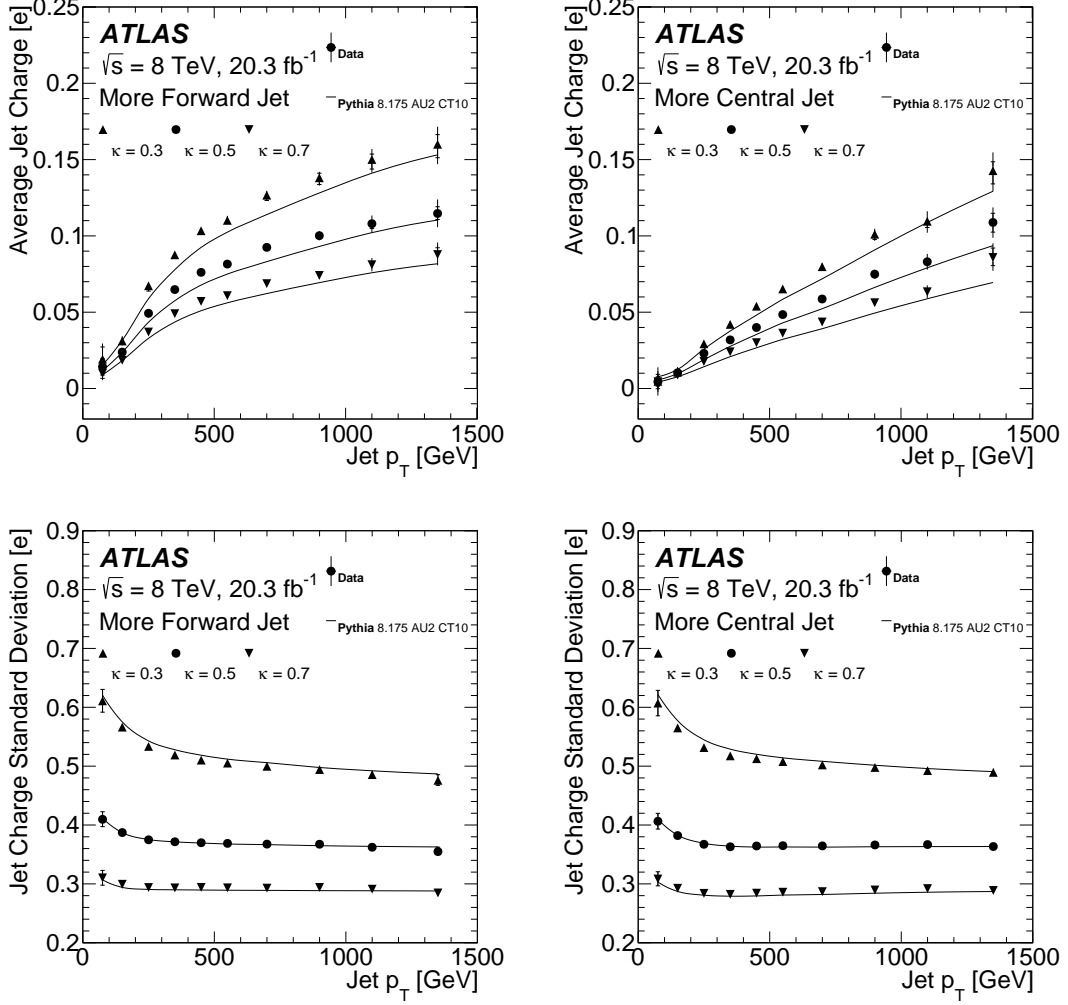 Average Jet Charge [e]
0.25
0.2
0.15
0.1
0.05
0
ATLAS
√s = 8 TeV, 20.3 fb⁻¹
Data
More Forward Jet
Pythia 8.175 AU2 CT10
κ = 0.3 κ = 0.5 κ = 0.7
0 500 1000 1500
Jet p_T [GeV]
Average Jet Charge [e]
0.25
0.2
0.15
0.1
0.05
0
ATLAS
√s = 8 TeV, 20.3 fb⁻¹
Data
More Central Jet
Pythia 8.175 AU2 CT10
κ = 0.3 κ = 0.5 κ = 0.7
0 500 1000 1500
Jet p_T [GeV]
Jet Charge Standard Deviation [e]
0.9
0.8
0.7
0.6
0.5
0.4
0.3
0.2
ATLAS
√s = 8 TeV, 20.3 fb⁻¹
Data
More Forward Jet
Pythia 8.175 AU2 CT10
κ = 0.3 κ = 0.5 κ = 0.7
0 500 1000 1500
Jet p_T [GeV]
Jet Charge Standard Deviation [e]
0.9
0.8
0.7
0.6
0.5
0.4
0.3
0.2
ATLAS
√s = 8 TeV, 20.3 fb⁻¹
Data
More Central Jet
Pythia 8.175 AU2 CT10
κ = 0.3 κ = 0.5 κ = 0.7
0 500 1000 1500
Jet p_T [GeV]